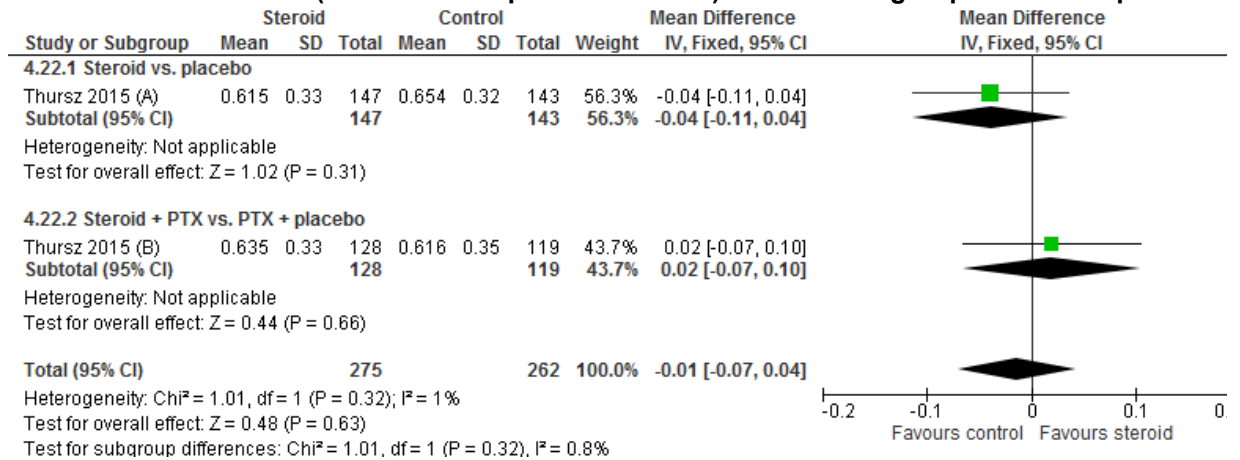 Steroid Control Mean Difference Mean Difference
Study or Subgroup Mean SD Total Mean SD Total Weight IV, Fixed, 95% CI IV, Fixed, 95% CI
4.22.1 Steroid vs. placebo
Thursz 2015 (A) 0.615 0.33 147 0.654 0.32 143 56.3% -0.04 [-0.11, 0.04]
Subtotal (95% CI) 147 143 56.3% -0.04 [-0.11, 0.04]
Heterogeneity: Not applicable
Test for overall effect: Z = 1.02 (P = 0.31)
4.22.2 Steroid + PTX vs. PTX + placebo
Thursz 2015 (B) 0.635 0.33 128 0.616 0.35 119 43.7% 0.02 [-0.07, 0.10]
Subtotal (95% CI) 128 119 43.7% 0.02 [-0.07, 0.10]
Heterogeneity: Not applicable
Test for overall effect: Z = 0.44 (P = 0.66)
Total (95% CI) 275 262 100.0% -0.01 [-0.07, 0.04]
Heterogeneity: Chi² = 1.01, df = 1 (P = 0.32); I² = 1%
Test for overall effect: Z = 0.48 (P = 0.63)
Test for subgroup differences: Chi² = 1.01, df = 1 (P = 0.32), I² = 0.8%
-0.2 -0.1 0 0.1 0.
Favours control Favours steroid